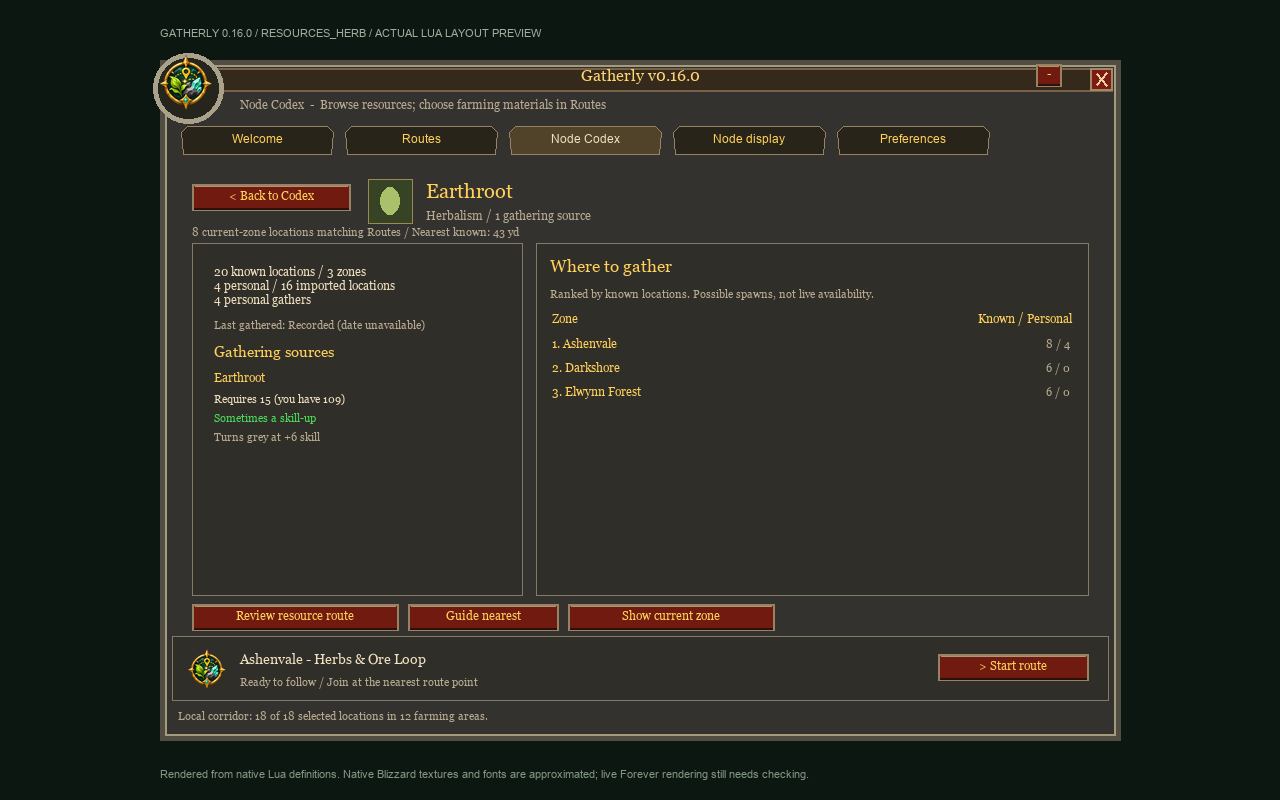 GATHERLY 0.16.0 / RESOURCES_HERB / ACTUAL LUA LAYOUT PREVIEW
Gatherly v0.16.0
-
X
Node Codex  -  Browse resources; choose farming materials in Routes
Welcome
Routes
Node Codex
Node display
Preferences
< Back to Codex
Earthroot
Herbalism / 1 gathering source
8 current-zone locations matching Routes / Nearest known: 43 yd
20 known locations / 3 zones
4 personal / 16 imported locations
4 personal gathers
Last gathered: Recorded (date unavailable)
Gathering sources
Earthroot
Requires 15 (you have 109)
Sometimes a skill-up
Turns grey at +6 skill
Where to gather
Ranked by known locations. Possible spawns, not live availability.
Zone Known / Personal
1. Ashenvale 8 / 4
2. Darkshore 6 / 0
3. Elwynn Forest 6 / 0
Review resource route
Guide nearest
Show current zone
Ashenvale - Herbs & Ore Loop
Ready to follow / Join at the nearest route point
> Start route
Local corridor: 18 of 18 selected locations in 12 farming areas.
Rendered from native Lua definitions. Native Blizzard textures and fonts are approximated; live Forever rendering still needs checking.